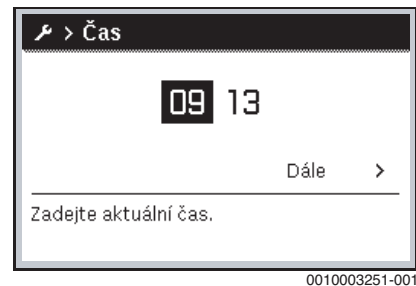 > Čas
09 13
Dále >
Zadejte aktuální čas.
0010003251-001